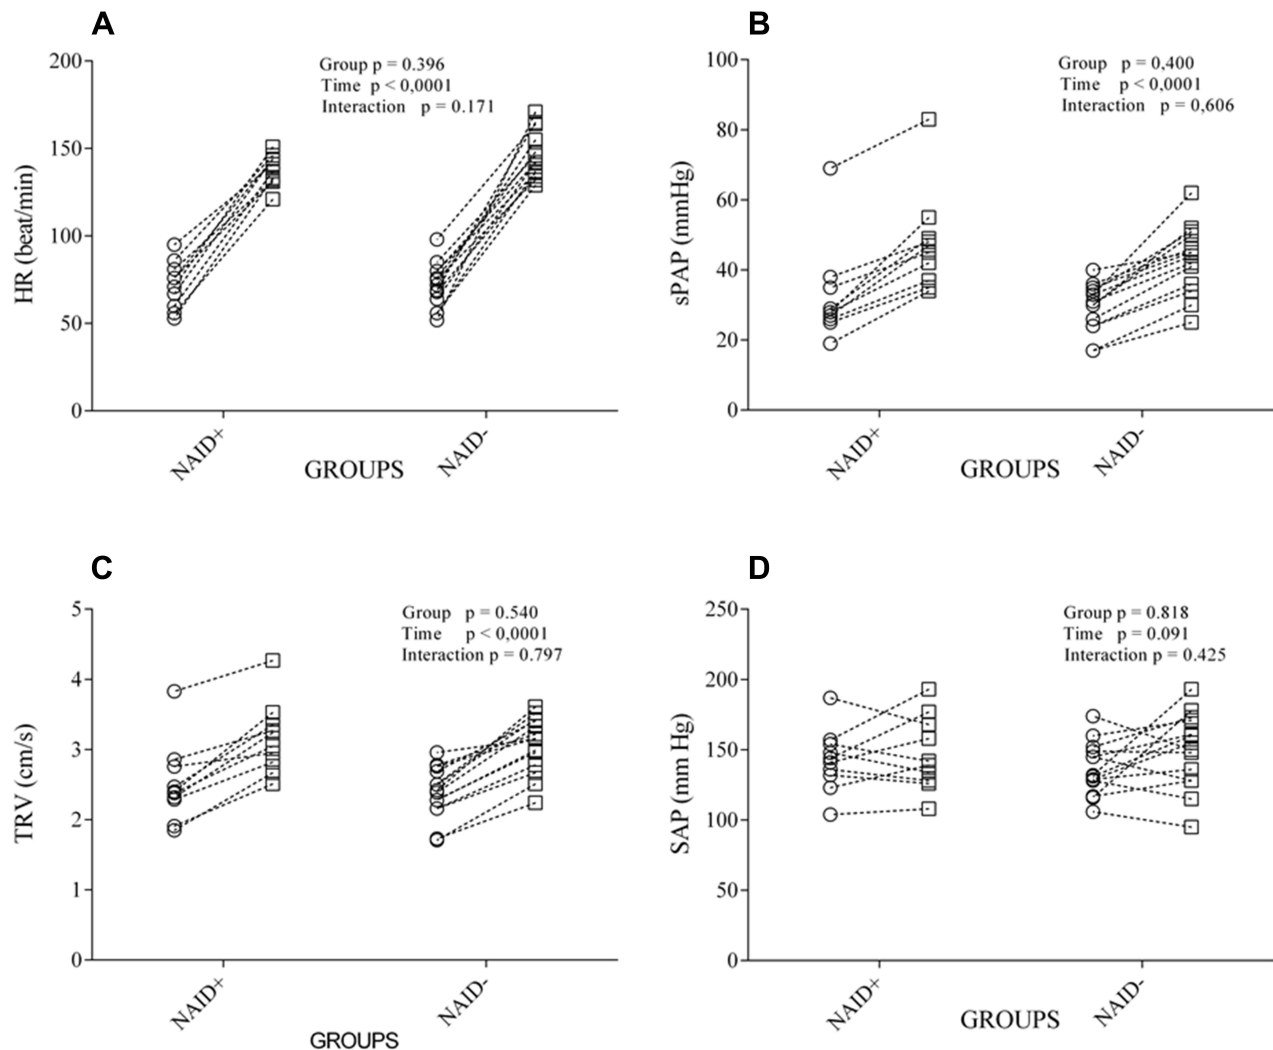 A
HR (beat/min)
200
150
100
50
0
Group p = 0.396
Time p < 0,0001
Interaction p = 0.171
NAID+
NAID-
GROUPS
B
sPAP (mmHg)
100
80
60
40
20
0
Group p = 0,400
Time p < 0,0001
Interaction p = 0,606
NAID+
NAID-
GROUPS
C
TRV (cm/s)
5
4
3
2
1
0
Group p = 0.540
Time p < 0,0001
Interaction p = 0.797
NAID+
NAID-
GROUPS
D
SAP (mm Hg)
250
200
150
100
50
0
Group p = 0.818
Time p = 0.091
Interaction p = 0.425
NAID+
NAID-
GROUPS